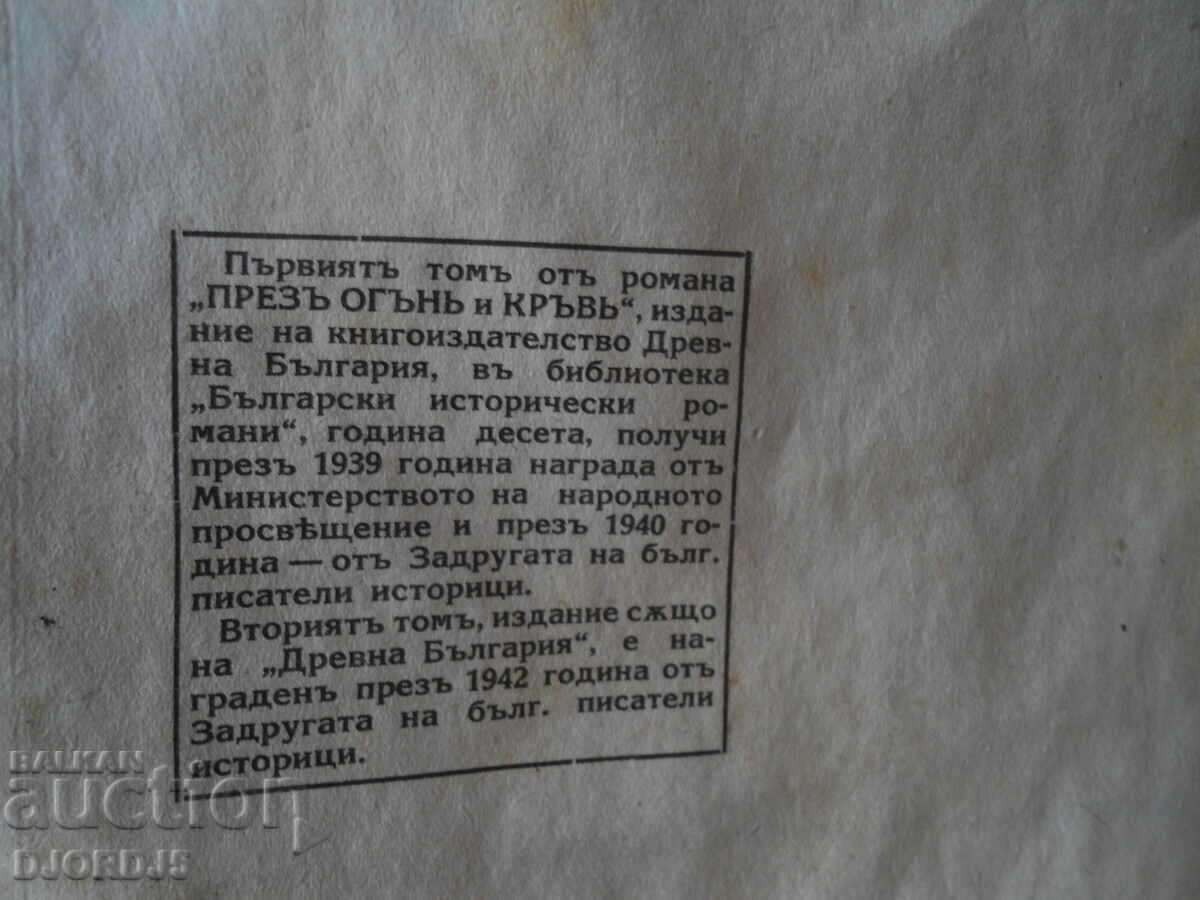 Първиятъ томъ отъ романа
„ПРЕЗЪ ОГЪНЬ и КРЪВЬ“, изда-
ние на книгоиздателство Древ-
на България, въ библиотека
„Български исторически ро-
мани“, година десета, получи
презъ 1939 година награда отъ
Министерството на народното
просвѣщение и презъ 1940 го-
дина — отъ Задругата на бълг.
писатели историци.
Вториятъ томъ, издание сѫщо
на „Древна България“, е на-
граденъ презъ 1942 година отъ
Задругата на бълг. писатели
историци.
BALKAN
auction
DJORDJ5